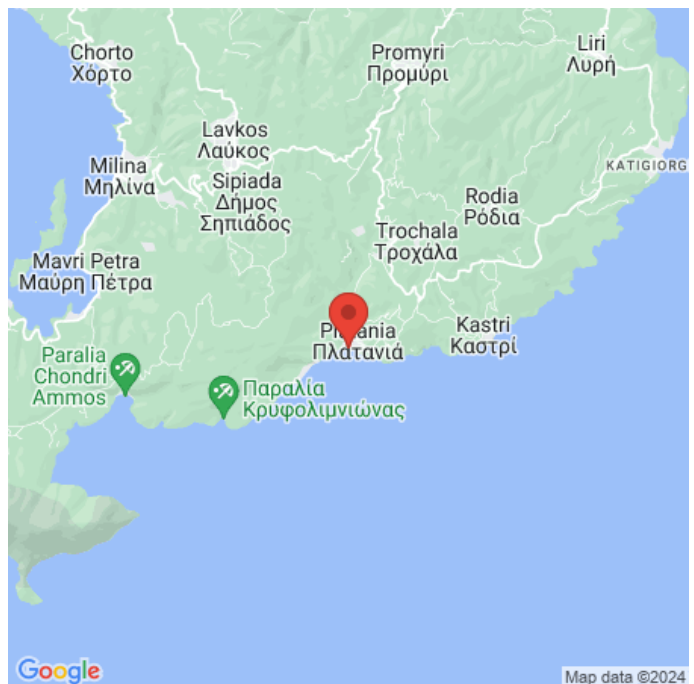 Chorto
Χόρτο
Promyri
Προμύρι
Liri
Λυρή
Lavkos
Λαύκος
Milina
Μηλίνα
KATIGIORG
Sipiada
Δήμος
Σηπιάδος
Rodia
Ρόδια
Trochala
Τροχάλα
Mavri Petra
Μαύρη Πέτρα
Πλατανιά
Kastri
Καστρί
Paralia
Chondri
Ammos
Παραλία
Κρυφολιμνιώνας
Google
Map data ©2024